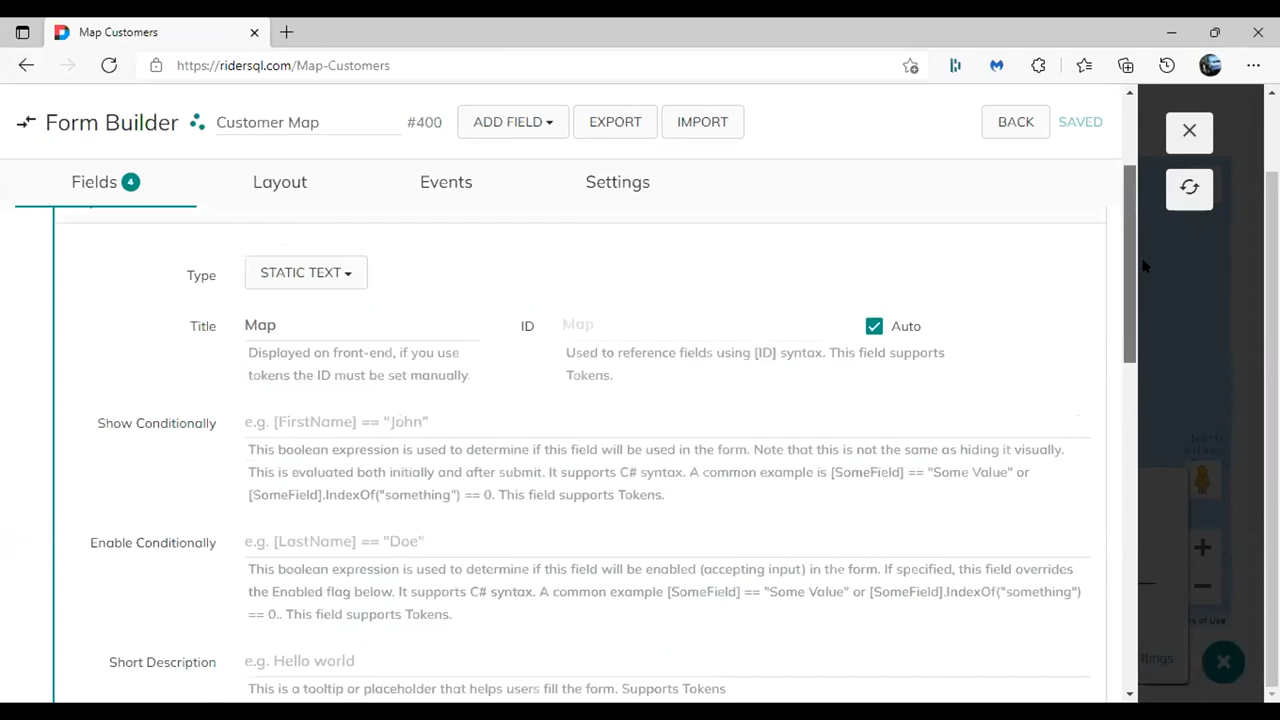 Map Customers
https://ridersql.com/Map-Customers
Form Builder Customer Map #400 ADD FIELD EXPORT IMPORT BACK SAVED
Fields 4 Layout Events Settings
Type STATIC TEXT
Title Map ID Map Auto
Displayed on front-end, if you use
tokens the ID must be set manually.
Used to reference fields using [ID] syntax. This field supports
Tokens.
Show Conditionally e.g. [FirstName] == "John"
This boolean expression is used to determine if this field will be used in the form. Note that this is not the same as hiding it visually.
This is evaluated both initially and after submit. It supports C# syntax. A common example is [SomeField] == "Some Value" or
[SomeField].IndexOf("something") == 0. This field supports Tokens.
Enable Conditionally e.g. [LastName] == "Doe"
This boolean expression is used to determine if this field will be enabled (accepting input) in the form. If specified, this field overrides
the Enabled flag below. It supports C# syntax. A common example [SomeField] == "Some Value" or [SomeField].IndexOf("something")
== 0.. This field supports Tokens.
Short Description e.g. Hello world
This is a tooltip or placeholder that helps users fill the form. Supports Tokens
s of Use
ttings